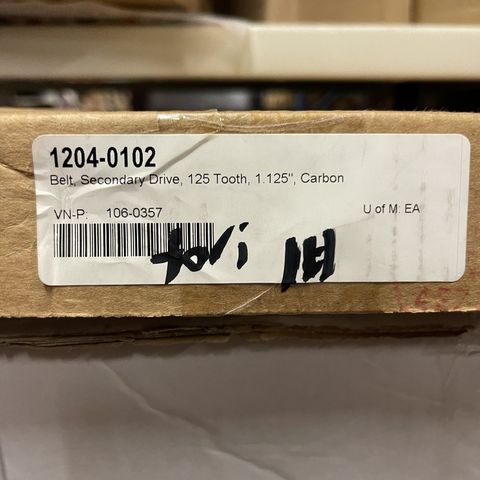 1204-0102
Belt, Secondary Drive, 125 Tooth, 1.125", Carbon
VN-P: 106-0357 U of M: EA